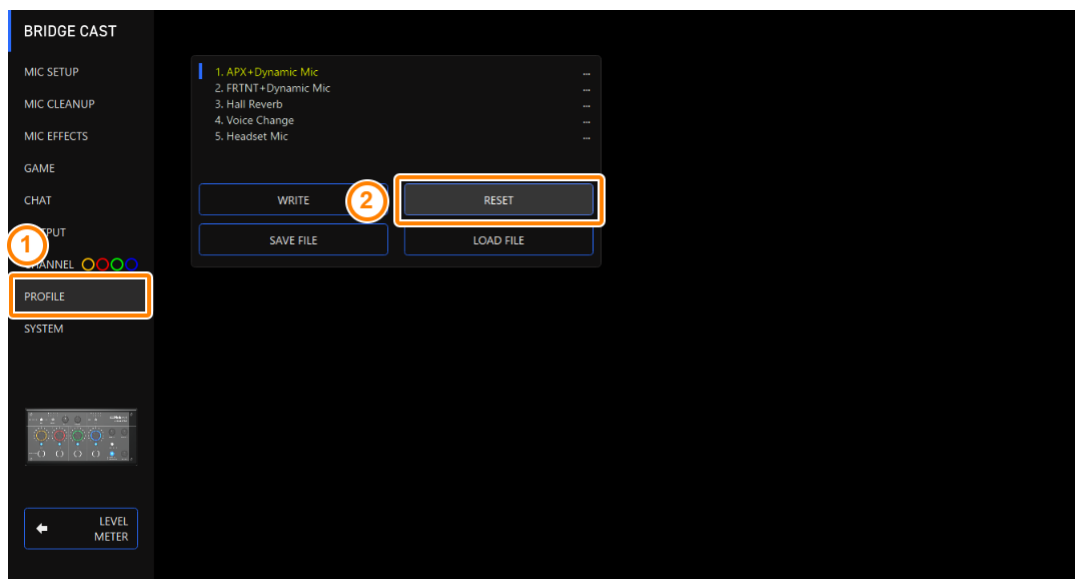 BRIDGE CAST
MIC SETUP
MIC CLEANUP
MIC EFFECTS
GAME
CHAT
PUT
1
CHANNEL
PROFILE
SYSTEM
LEVEL
METER
1. APX+Dynamic Mic ...
2. FRTNT+Dynamic Mic ...
3. Hall Reverb ...
4. Voice Change ...
5. Headset Mic ...
WRITE
2
RESET
SAVE FILE
LOAD FILE